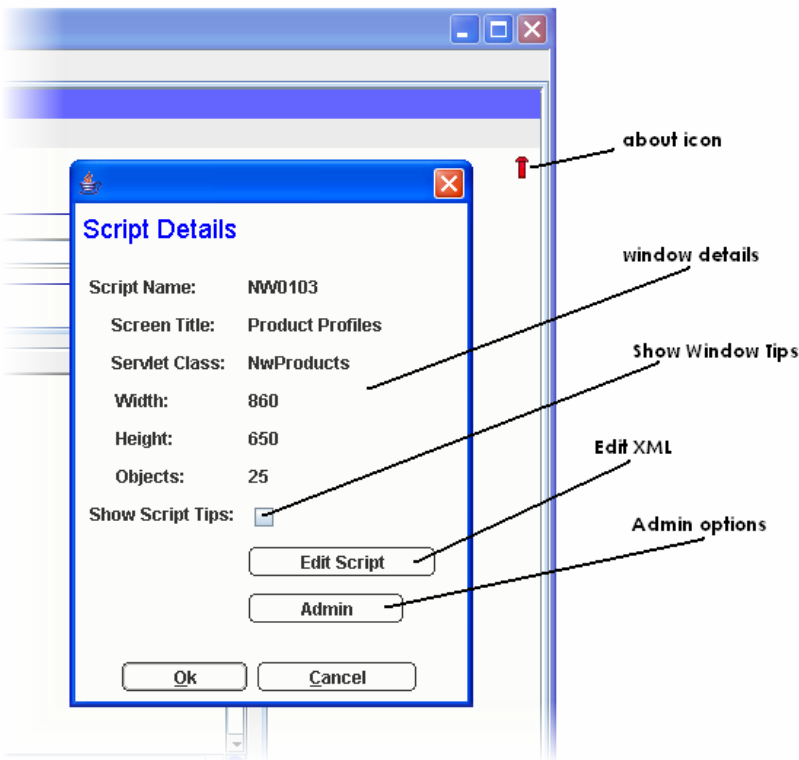 about icon
Script Details
window details
Script Name: NW0103
Screen Title: Product Profiles
Show Window Tips
Servlet Class: NwProducts
Width: 860
Height: 650
Edit XML
Objects: 25
Show Script Tips:
Admin options
Edit Script
Admin
Ok Cancel